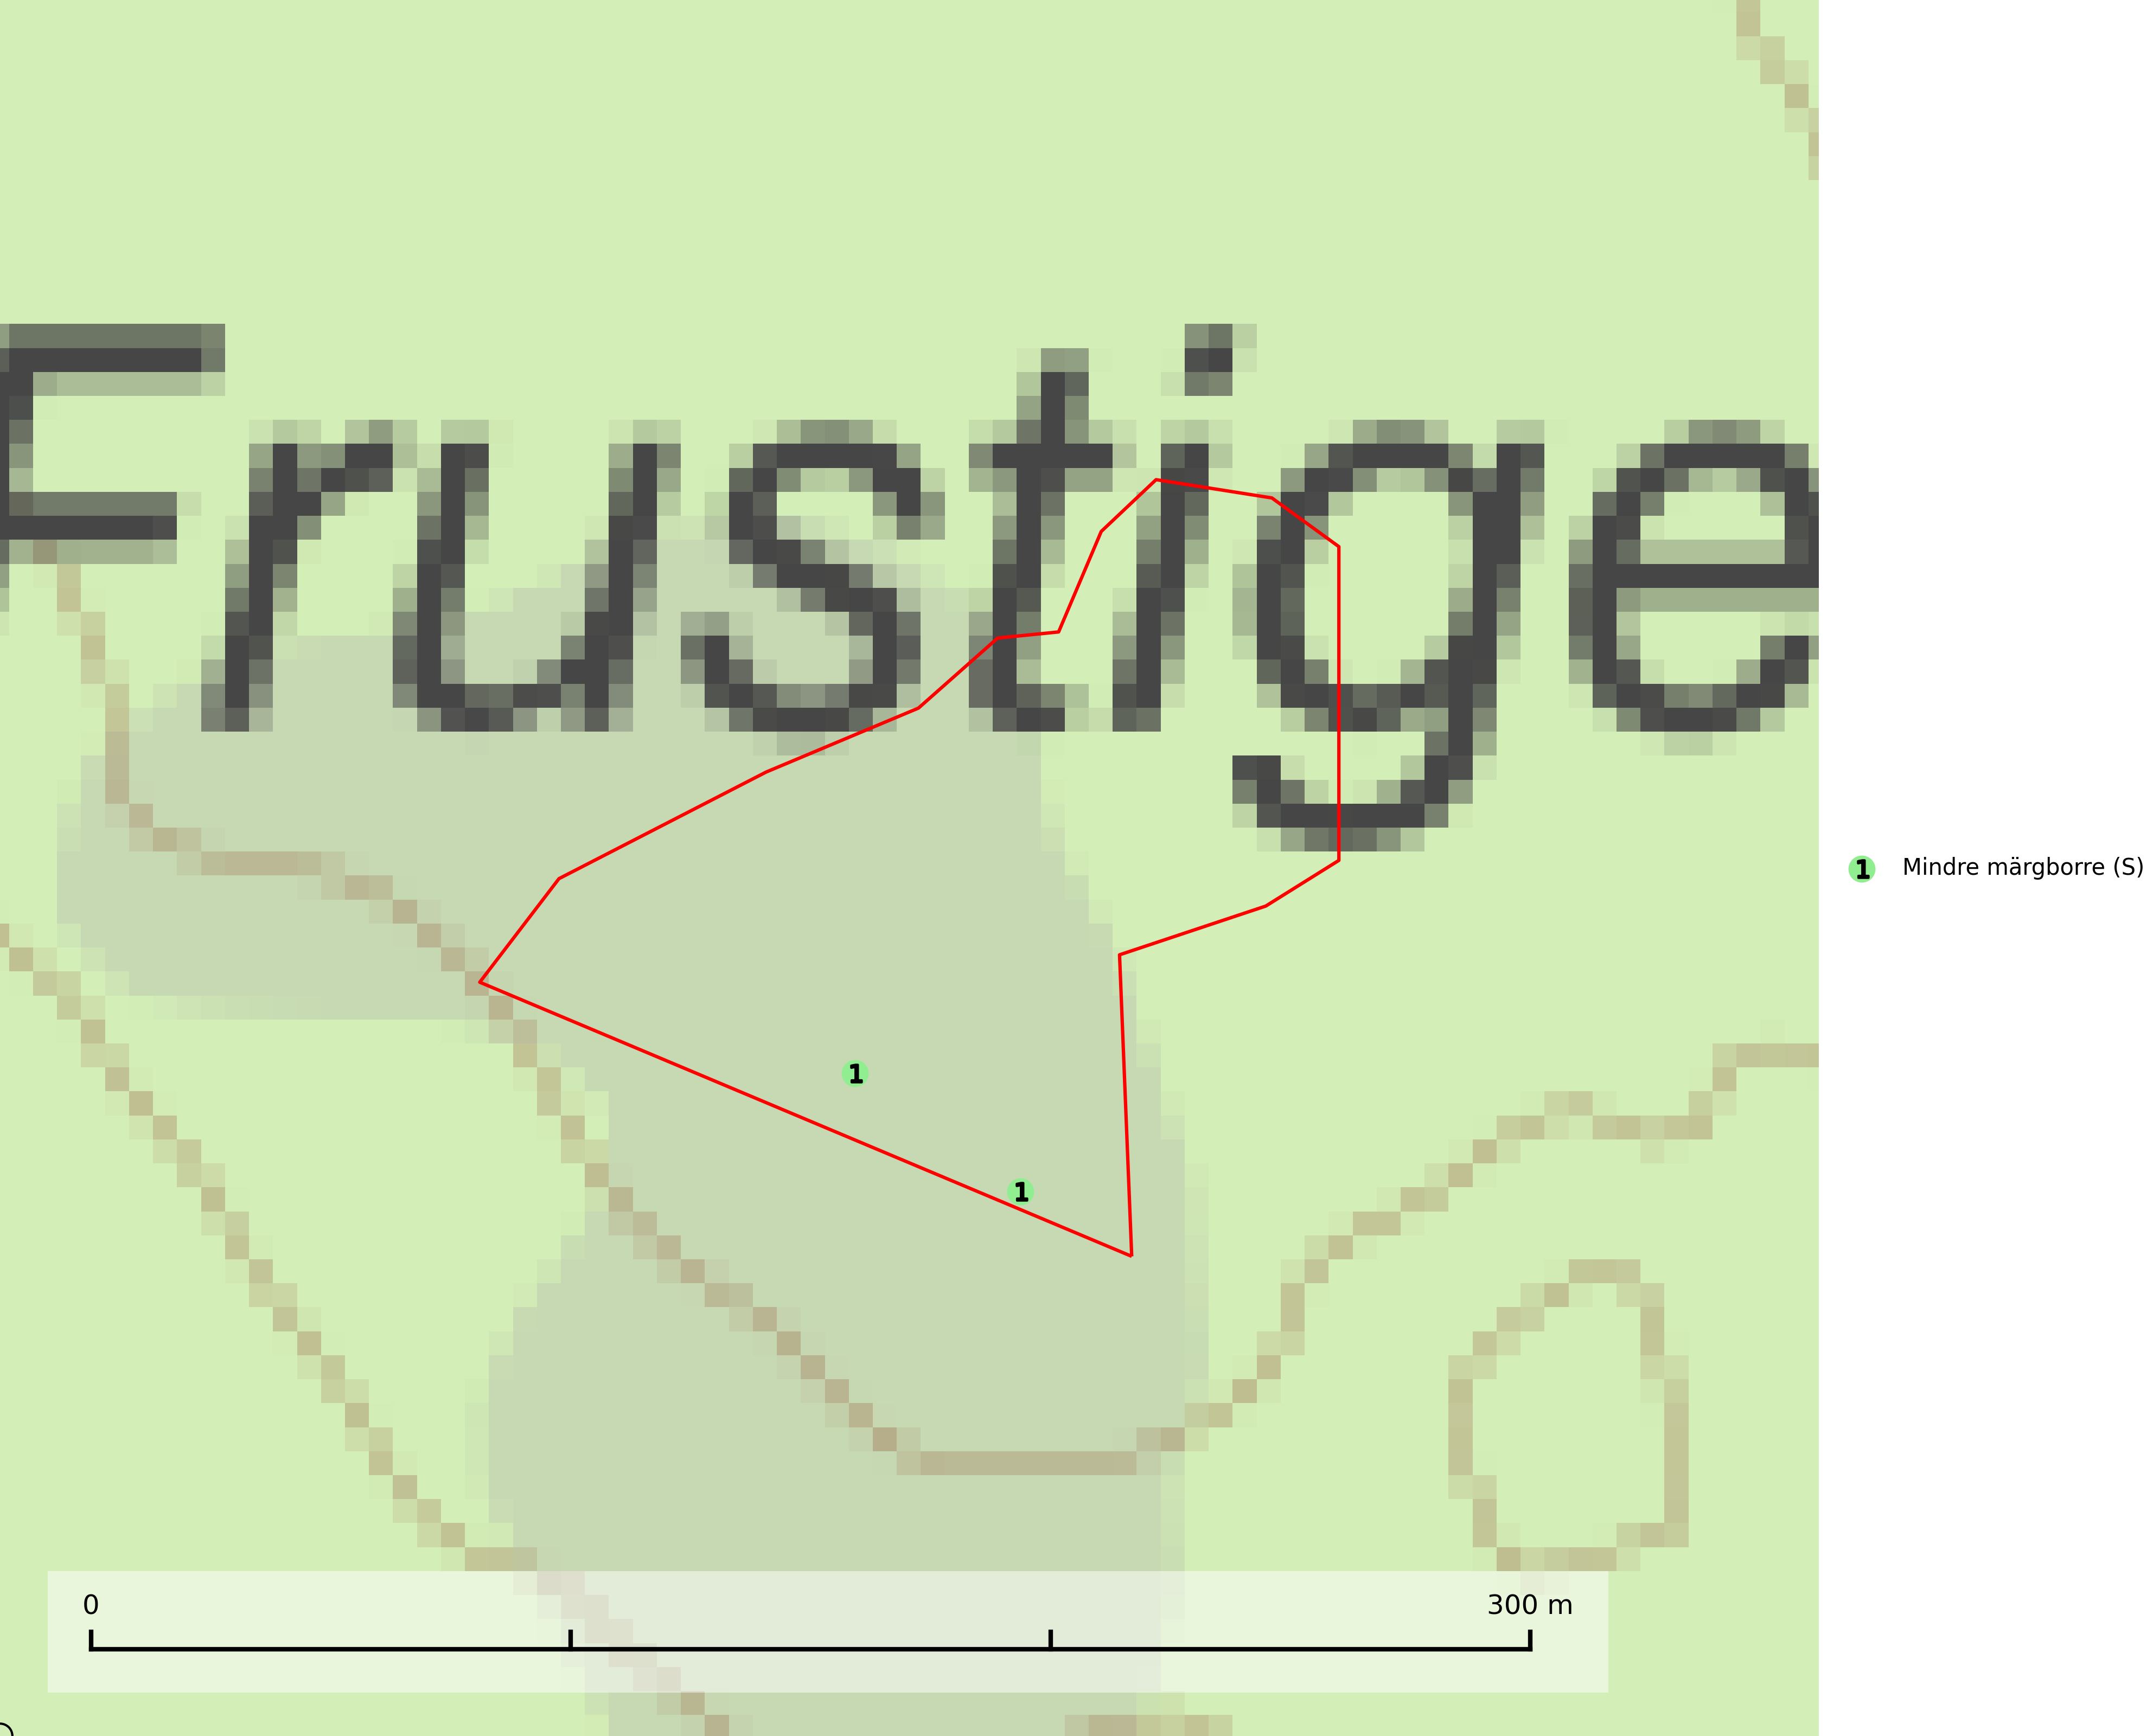 Frustige
1 Mindre märgborre (S)
1
1
0 300 m